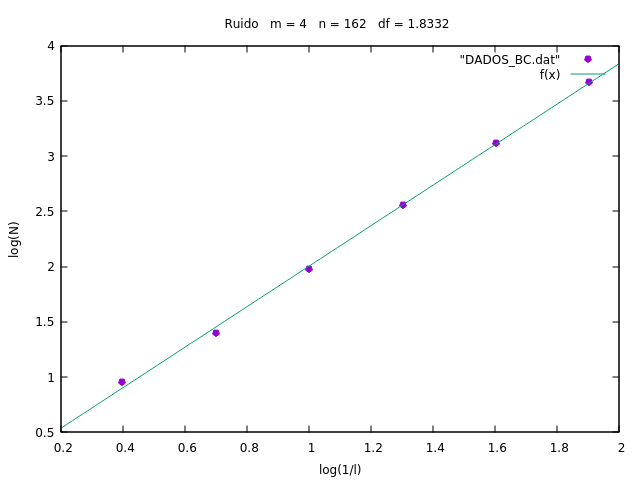 Ruido   m = 4   n = 162   df = 1.8332
4
3.5
3
2.5
2
1.5
1
0.5
log(N)
"DADOS_BC.dat"
f(x)
0.2 0.4 0.6 0.8 1 1.2 1.4 1.6 1.8 2
log(1/l)